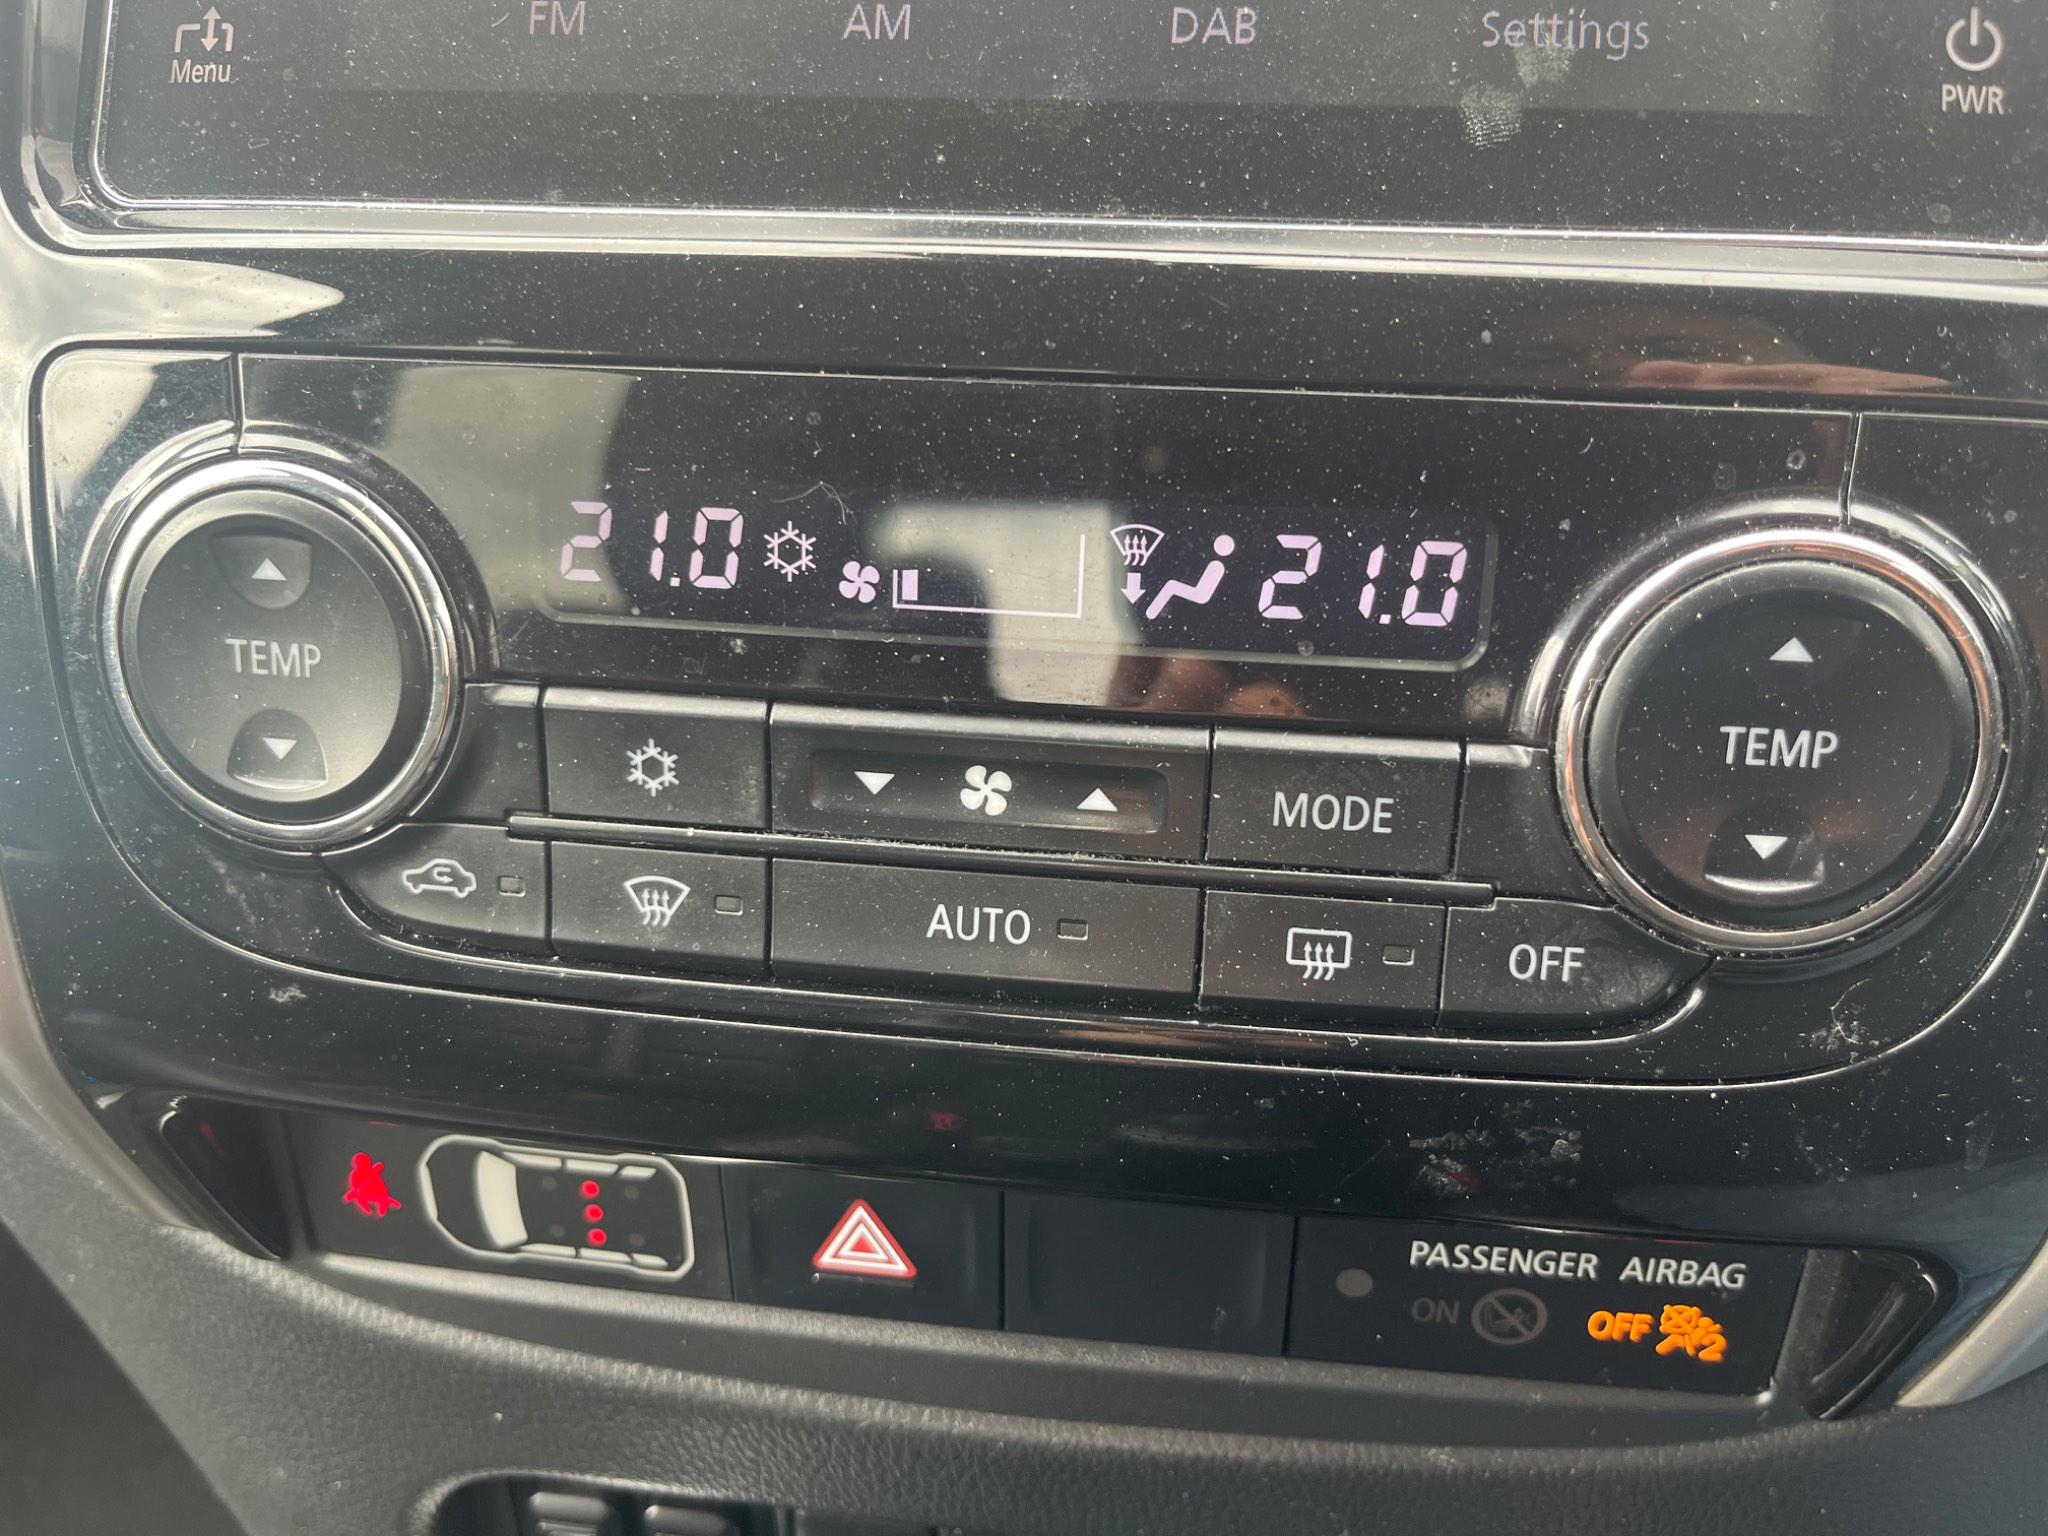 Menu
FM
AM
DAB
Settings
PWR
21.0
21.0
TEMP
TEMP
MODE
AUTO
OFF
PASSENGER AIRBAG
ON
OFF
2